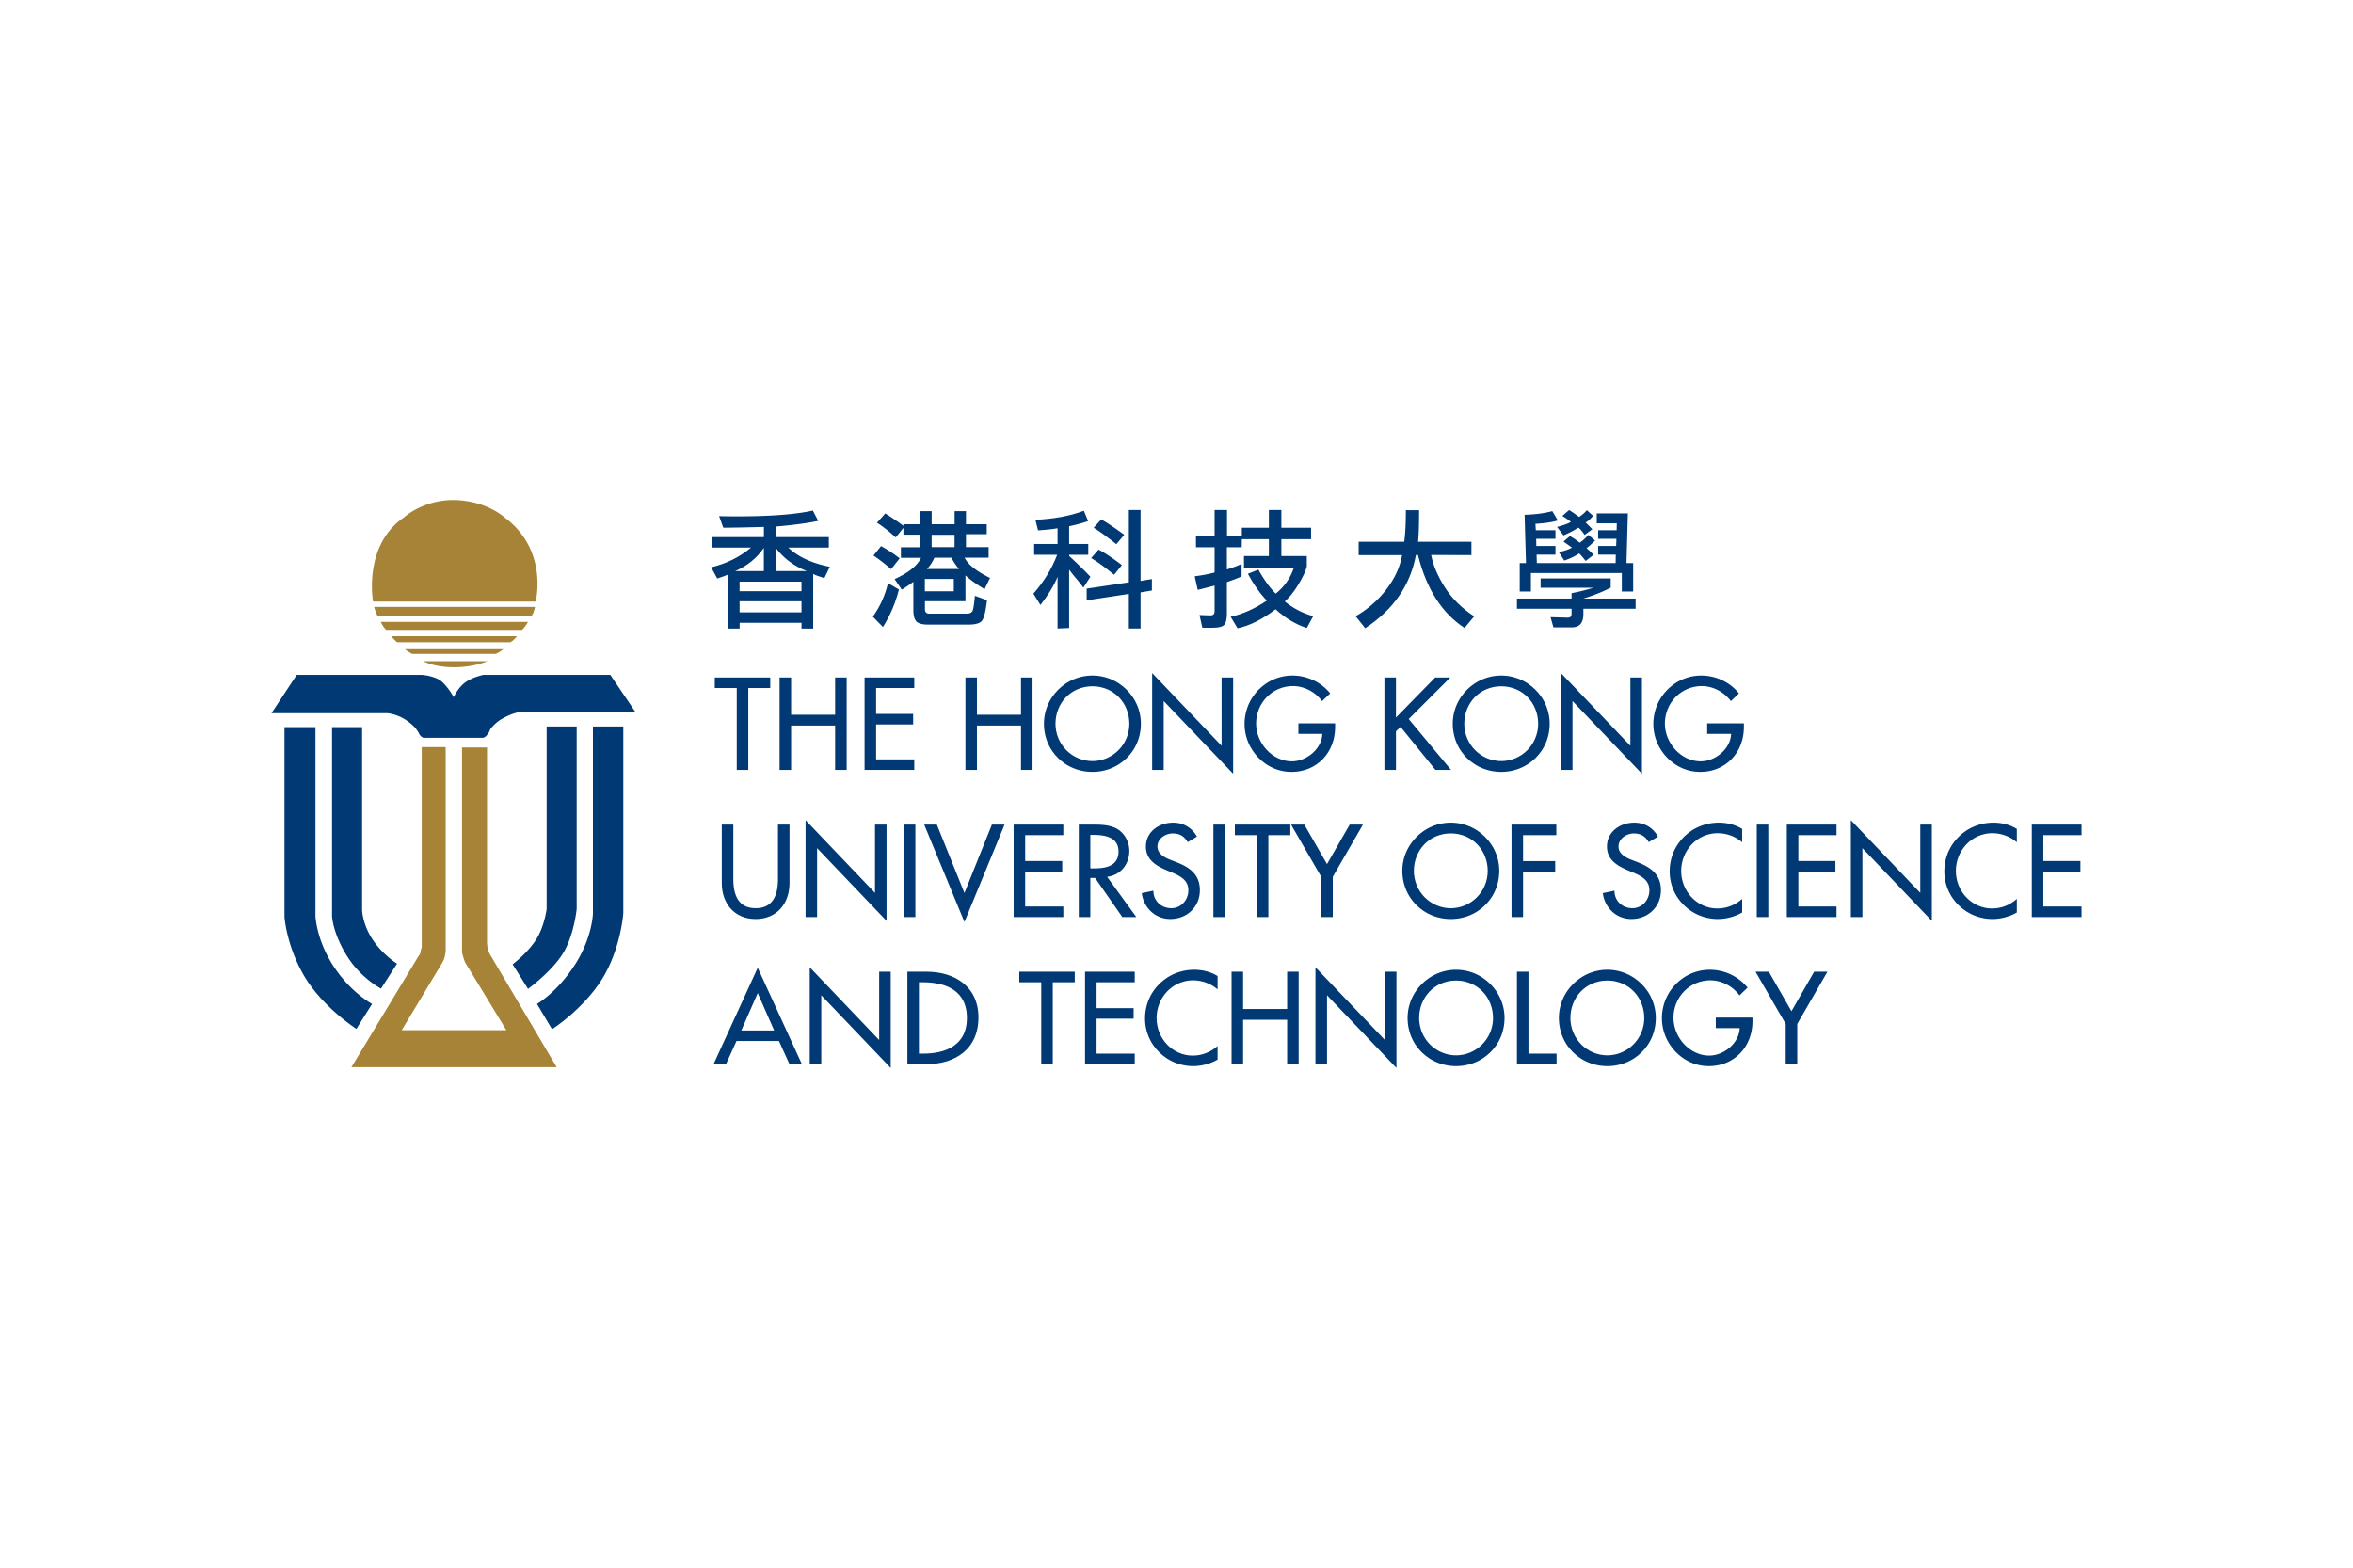 香港科技大學
THE HONG KONG
UNIVERSITY OF SCIENCE
AND TECHNOLOGY